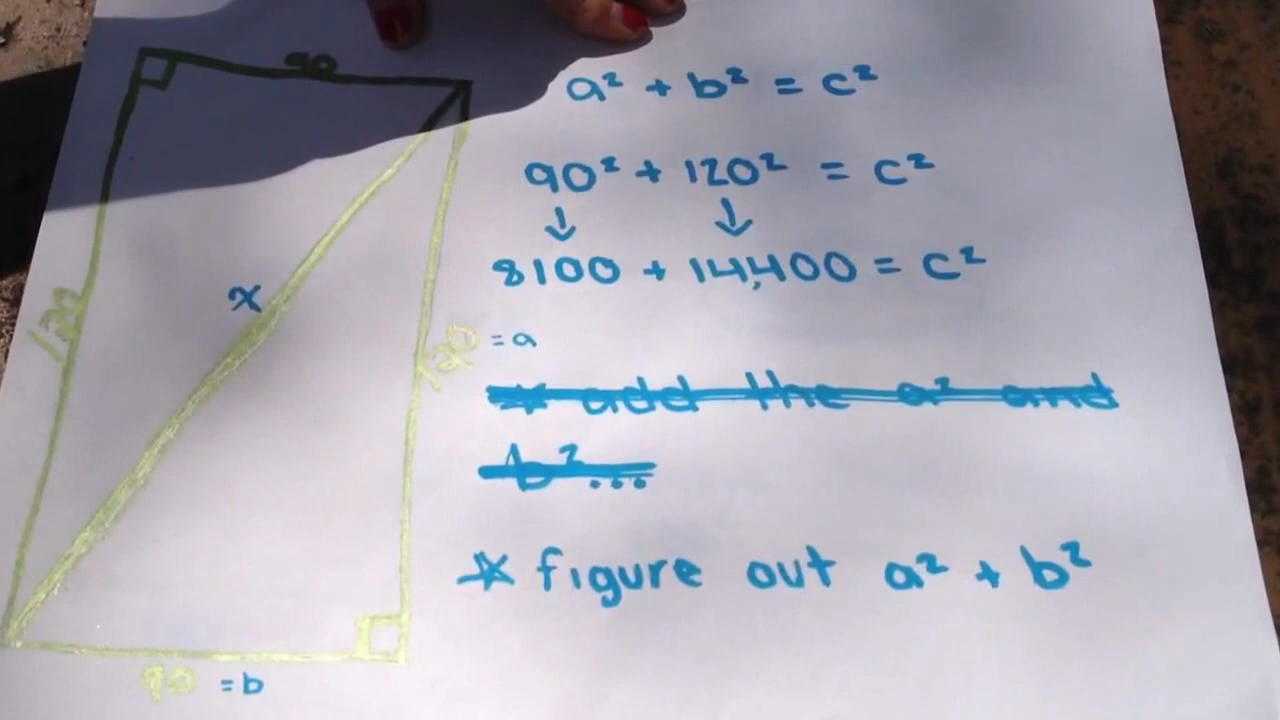 90
a² + b² = c²
90² + 120² = c²
↓ ↓
8100 + 14,400 = c²
x
120
120 = a
* add the a² and
b²...
* figure out a² + b²
90 = b